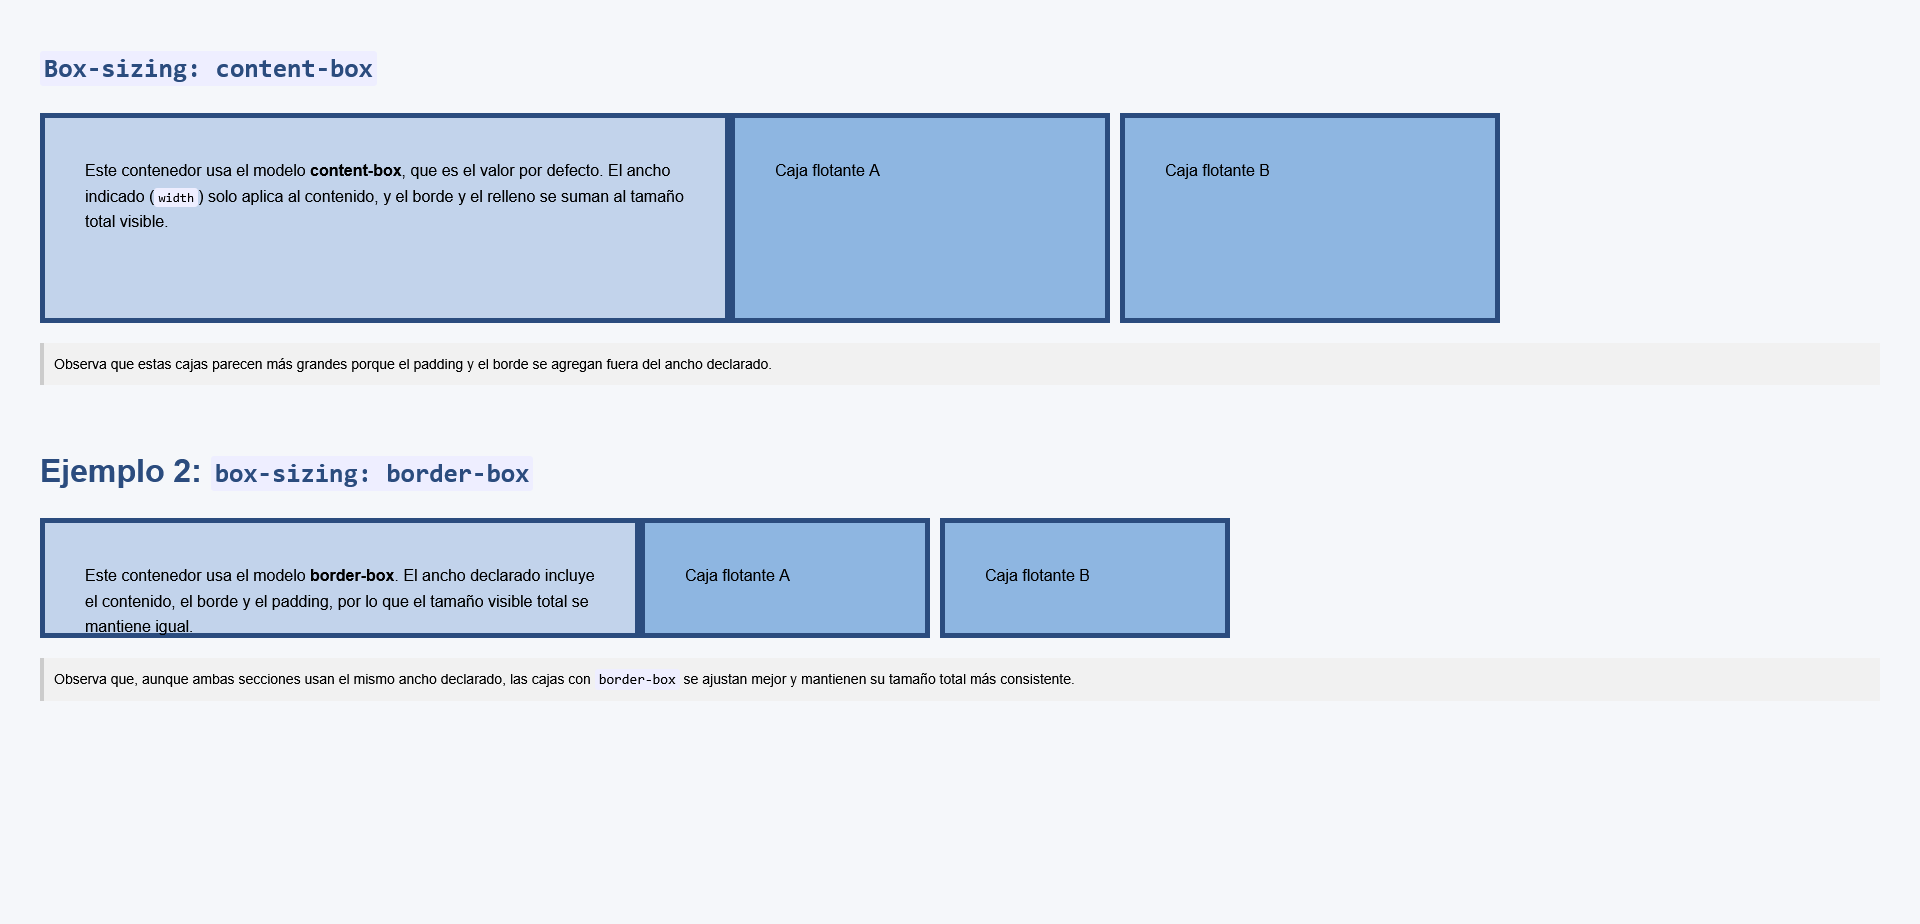 Box-sizing: content-box
Este contenedor usa el modelo content-box, que es el valor por defecto. El ancho
indicado (width) solo aplica al contenido, y el borde y el relleno se suman al tamaño
total visible.
Caja flotante A
Caja flotante B
Observa que estas cajas parecen más grandes porque el padding y el borde se agregan fuera del ancho declarado.
Ejemplo 2: box-sizing: border-box
Este contenedor usa el modelo border-box. El ancho declarado incluye
el contenido, el borde y el padding, por lo que el tamaño visible total se
mantiene igual.
Caja flotante A
Caja flotante B
Observa que, aunque ambas secciones usan el mismo ancho declarado, las cajas con border-box se ajustan mejor y mantienen su tamaño total más consistente.